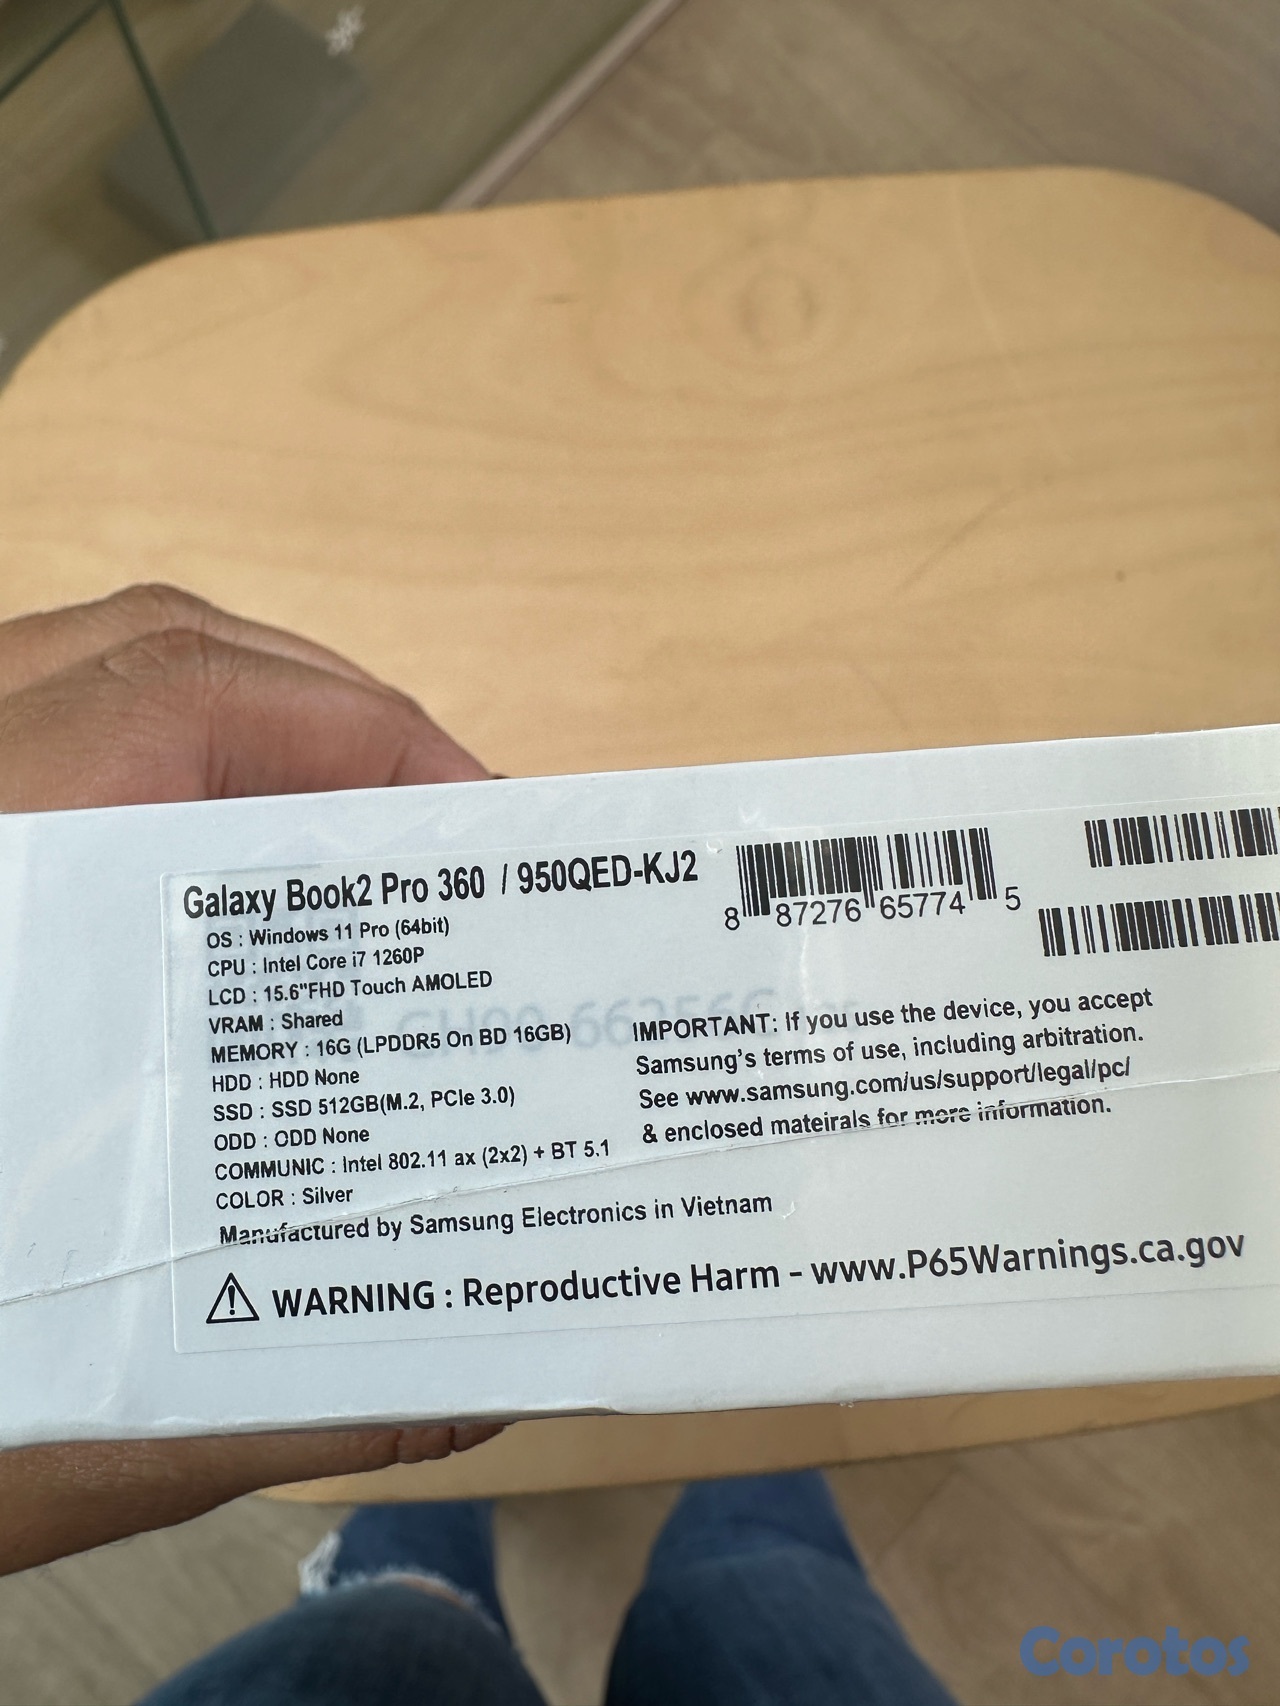 Galaxy Book2 Pro 360 / 950QED-KJ2
OS : Windows 11 Pro (64bit)
CPU : Intel Core i7 1260P
LCD : 15.6"FHD Touch AMOLED
VRAM : Shared
MEMORY : 16G (LPDDR5 On BD 16GB)
HDD : HDD None
SSD : SSD 512GB(M.2, PCIe 3.0)
ODD : ODD None
COMMUNIC : Intel 802.11 ax (2x2) + BT 5.1
COLOR : Silver
Manufactured by Samsung Electronics in Vietnam
8 87276 65774 5
IMPORTANT: If you use the device, you accept
Samsung's terms of use, including arbitration.
See www.samsung.com/us/support/legal/pc/
& enclosed mateirals for more information.
WARNING : Reproductive Harm - www.P65Warnings.ca.gov
Corotos